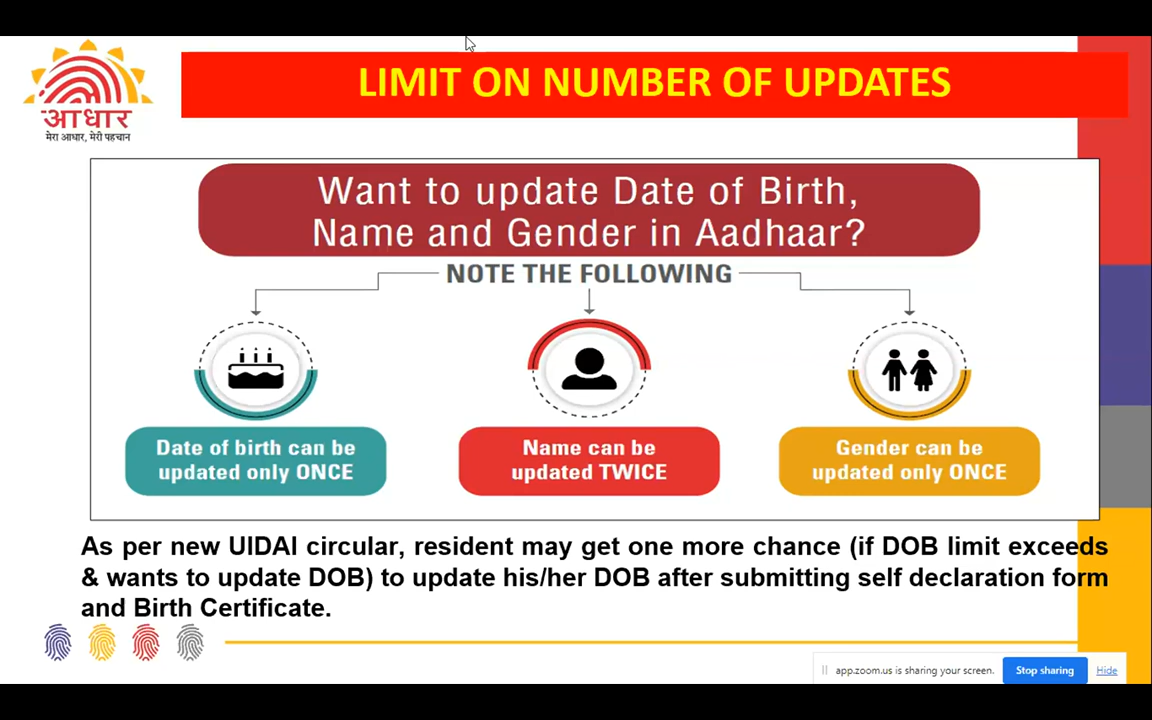 आधार
मेरा आधार, मेरी पहचान
LIMIT ON NUMBER OF UPDATES
Want to update Date of Birth,
Name and Gender in Aadhaar?
NOTE THE FOLLOWING
Date of birth can be
updated only ONCE
Name can be
updated TWICE
Gender can be
updated only ONCE
As per new UIDAI circular, resident may get one more chance (if DOB limit exceeds
& wants to update DOB) to update his/her DOB after submitting self declaration form
and Birth Certificate.
app.zoom.us is sharing your screen.
Stop sharing
Hide